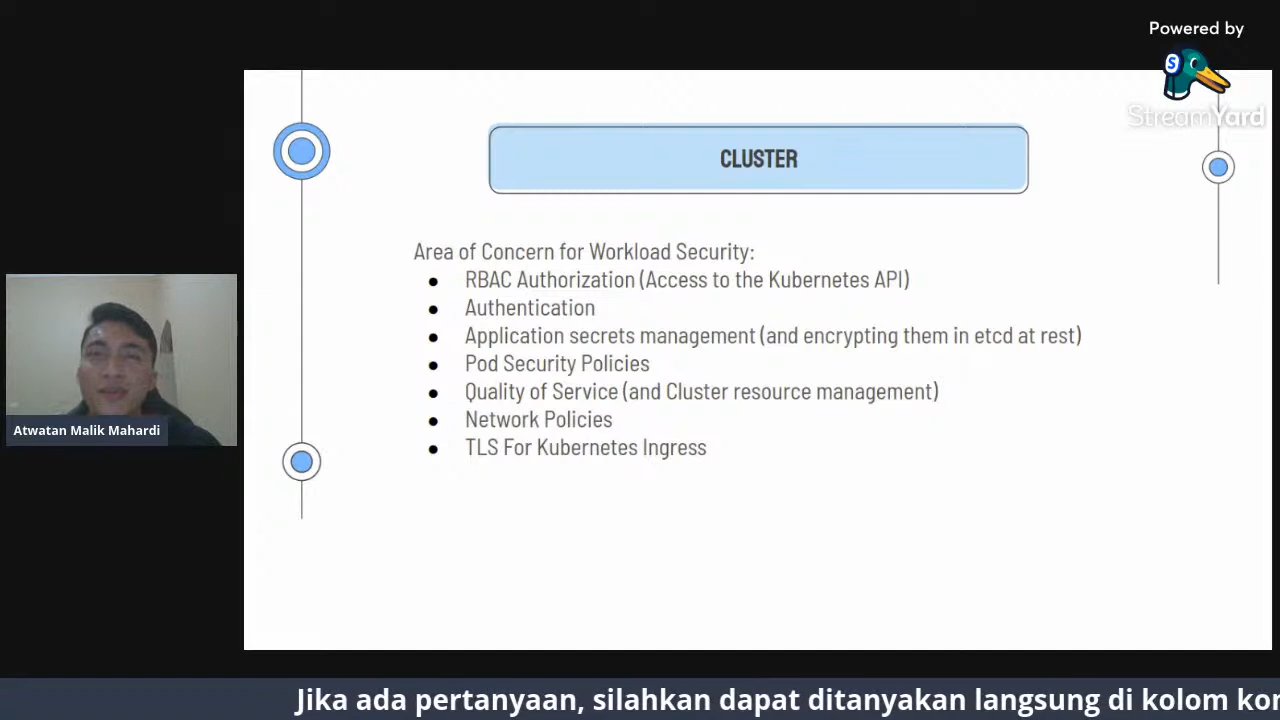 Powered by
StreamYard
CLUSTER
Area of Concern for Workload Security:
● RBAC Authorization (Access to the Kubernetes API)
● Authentication
● Application secrets management (and encrypting them in etcd at rest)
● Pod Security Policies
● Quality of Service (and Cluster resource management)
● Network Policies
● TLS For Kubernetes Ingress
Atwatan Malik Mahardi
Jika ada pertanyaan, silahkan dapat ditanyakan langsung di kolom